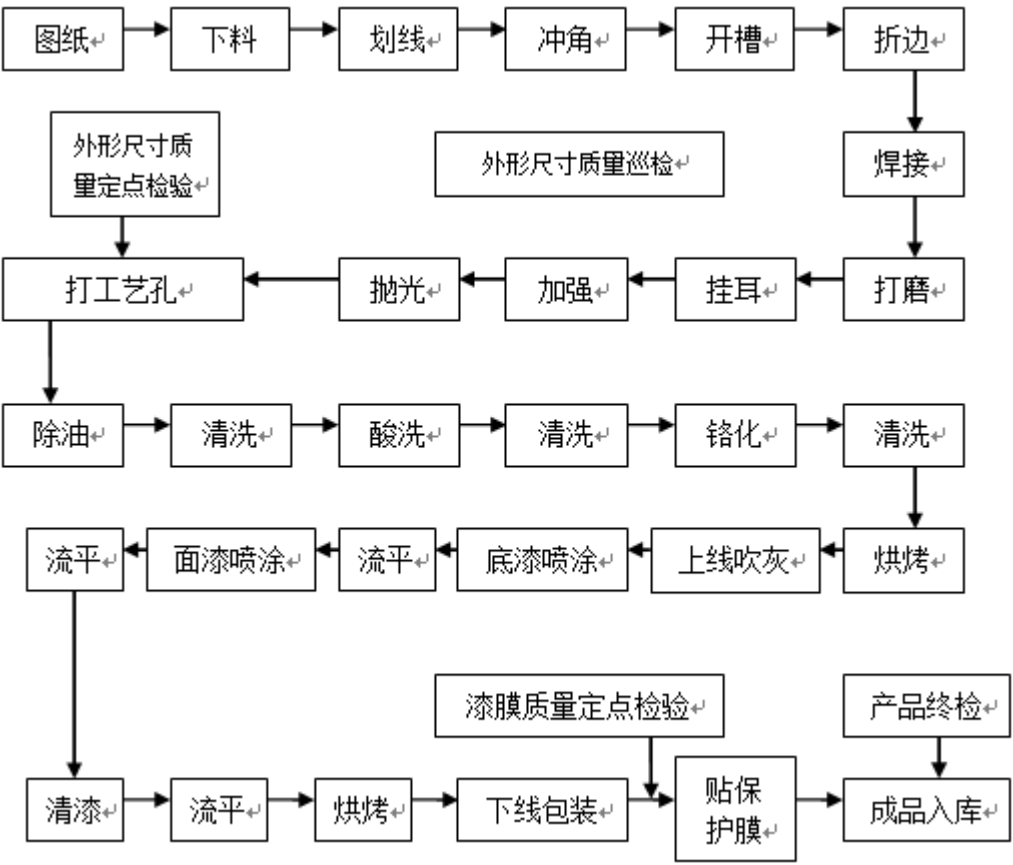 图纸
下料
划线
冲角
开槽
折边
外形尺寸质
量定点检验
外形尺寸质量巡检
焊接
打工艺孔
抛光
加强
挂耳
打磨
除油
清洗
酸洗
清洗
铬化
清洗
流平
面漆喷涂
流平
底漆喷涂
上线吹灰
烘烤
漆膜质量定点检验
产品终检
清漆
流平
烘烤
下线包装
贴保
护膜
成品入库